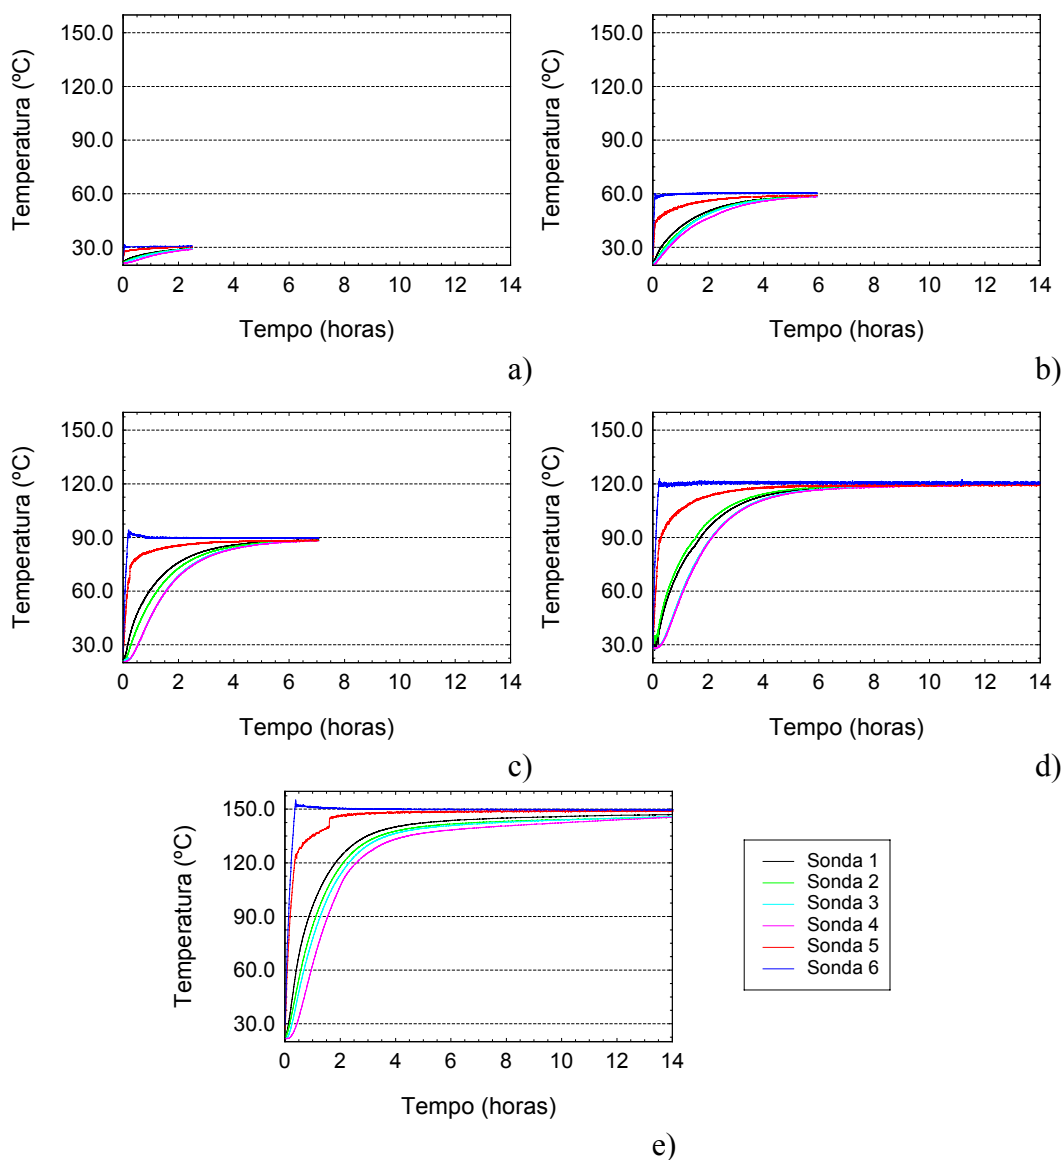 150.0
120.0
90.0
60.0
30.0
Temperatura (ºC)
0 2 4 6 8 10 12 14
Tempo (horas)
a)
150.0
120.0
90.0
60.0
30.0
Temperatura (ºC)
0 2 4 6 8 10 12 14
Tempo (horas)
b)
150.0
120.0
90.0
60.0
30.0
Temperatura (ºC)
0 2 4 6 8 10 12 14
Tempo (horas)
c)
150.0
120.0
90.0
60.0
30.0
Temperatura (ºC)
0 2 4 6 8 10 12 14
Tempo (horas)
d)
150.0
120.0
90.0
60.0
30.0
Temperatura (ºC)
0 2 4 6 8 10 12 14
Tempo (horas)
e)
Sonda 1
Sonda 2
Sonda 3
Sonda 4
Sonda 5
Sonda 6